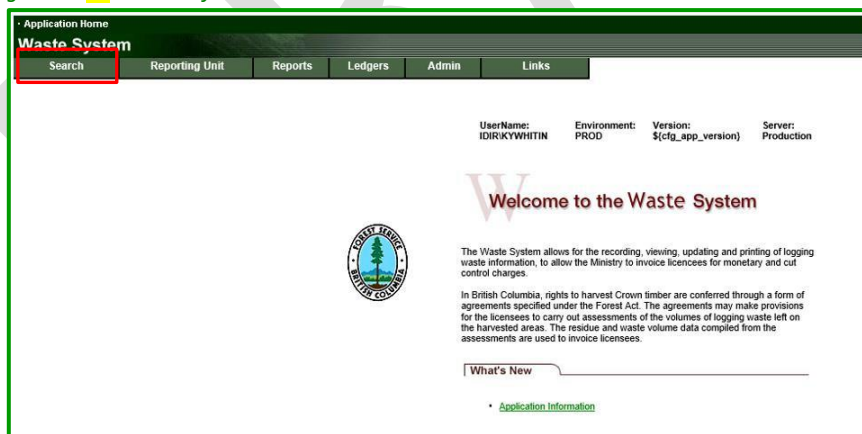 · Application Home
Waste System
Search Reporting Unit Reports Ledgers Admin Links
UserName: Environment: Version: Server:
IDIR\KYWHITIN PROD ${cfg_app_version} Production
Welcome to the Waste System
FOREST SERVICE
BRITISH COLUMBIA
The Waste System allows for the recording, viewing, updating and printing of logging
waste information, to allow the Ministry to invoice licencees for monetary and cut
control charges.
In British Columbia, rights to harvest Crown timber are conferred through a form of
agreements specified under the Forest Act. The agreements may make provisions
for the licensees to carry out assessments of the volumes of logging waste left on
the harvested areas. The residue and waste volume data compiled from the
assessments are used to invoice licensees.
What's New
• Application Information